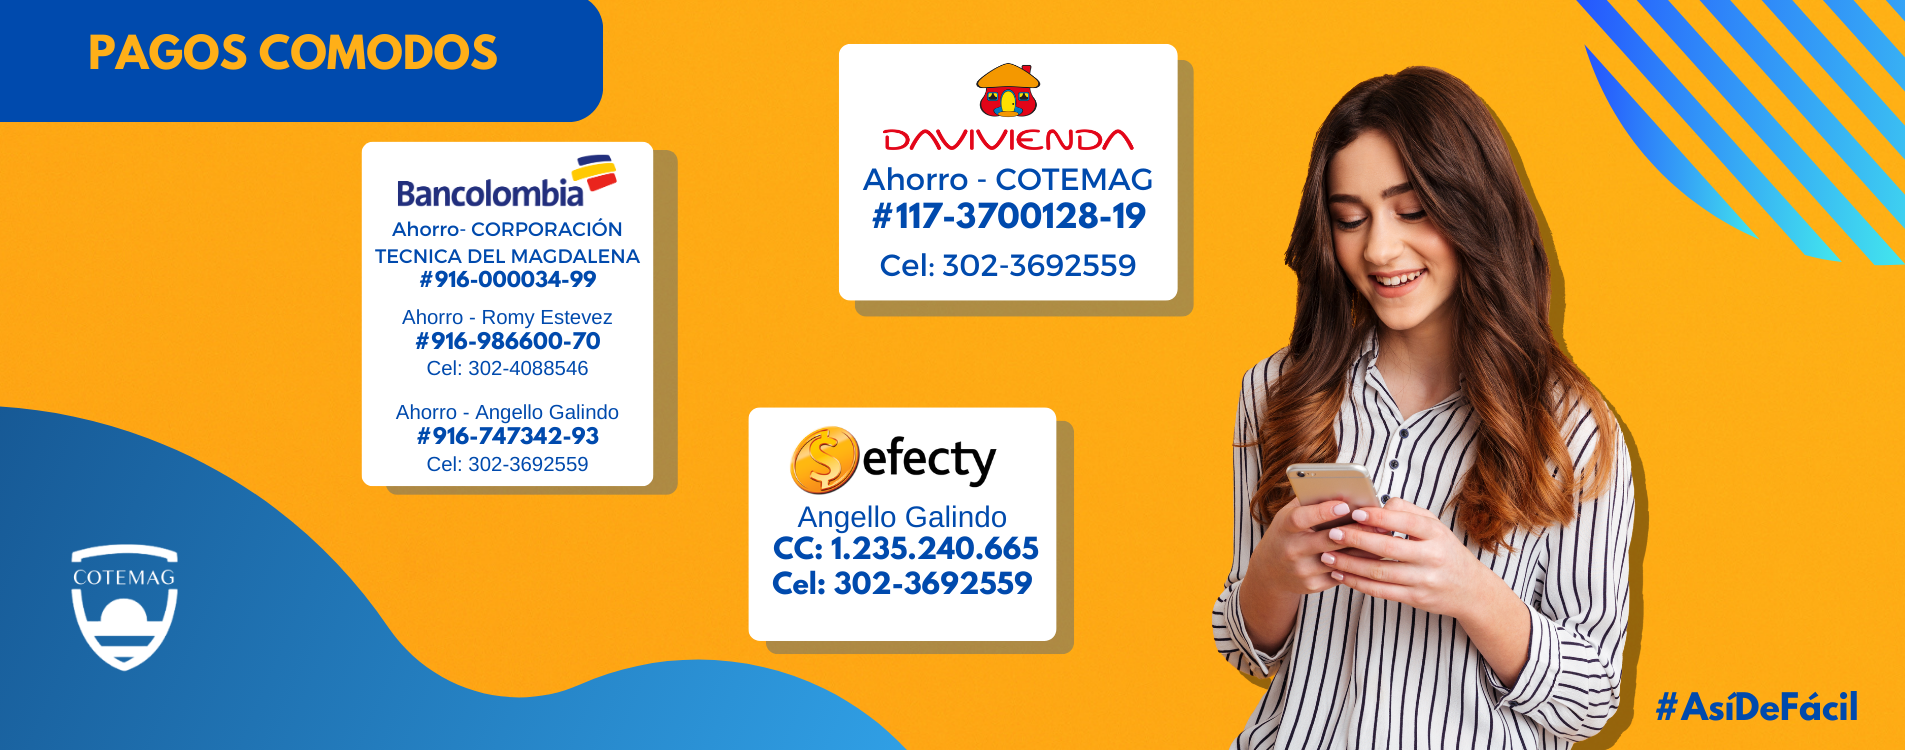 PAGOS COMODOS
Bancolombia
Ahorro- CORPORACIÓN
TECNICA DEL MAGDALENA
#916-000034-99
Ahorro - Romy Estevez
#916-986600-70
Cel: 302-4088546
Ahorro - Angello Galindo
#916-747342-93
Cel: 302-3692559
DAVIVIENDA
Ahorro - COTEMAG
#117-3700128-19
Cel: 302-3692559
$ efecty
Angello Galindo
CC: 1.235.240.665
Cel: 302-3692559
COTEMAG
#AsíDeFácil